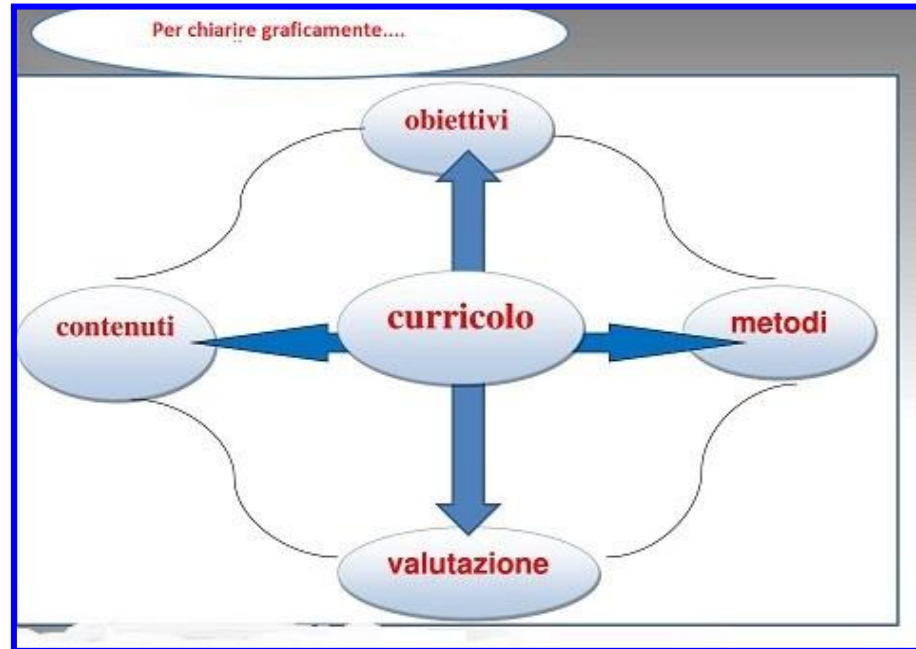 Per chiarire graficamente....
obiettivi
contenuti
curricolo
metodi
valutazione